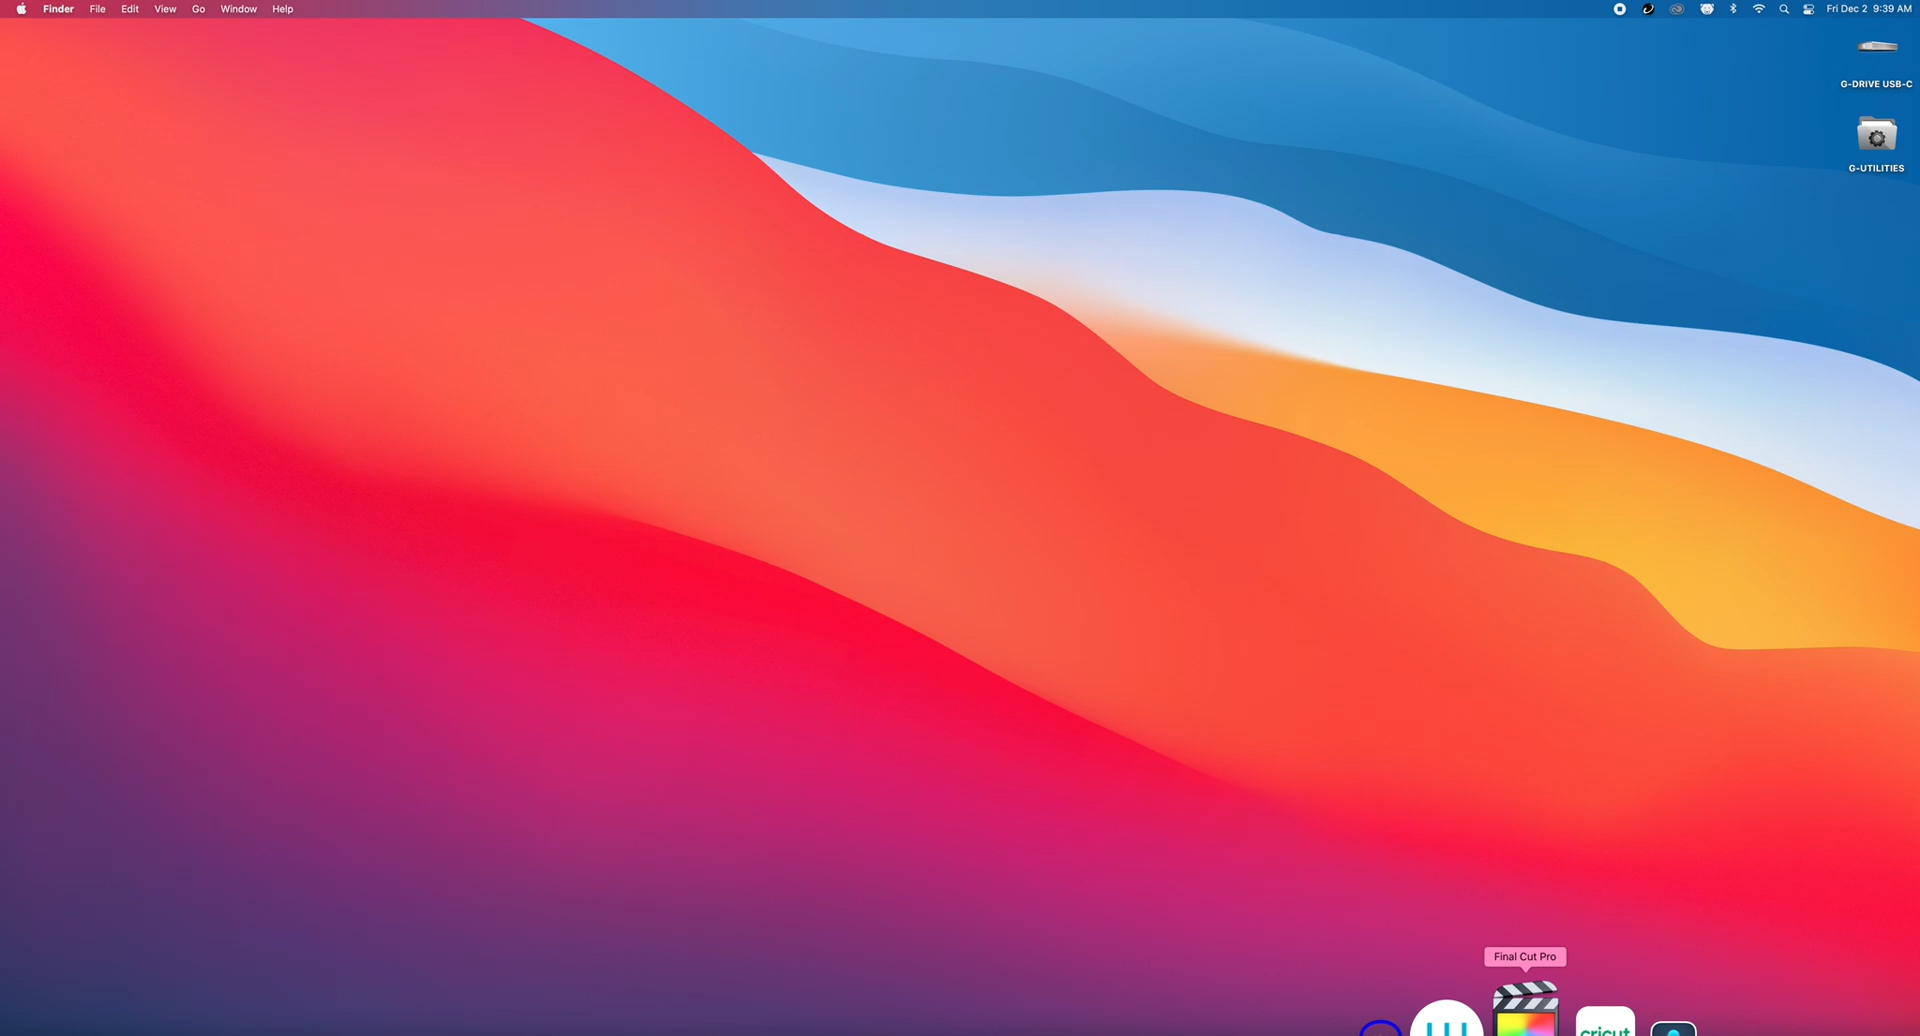 Finder File Edit View Go Window Help Fri Dec 2 9:39 AM
G-DRIVE USB-C
G-UTILITIES
Final Cut Pro
cricut